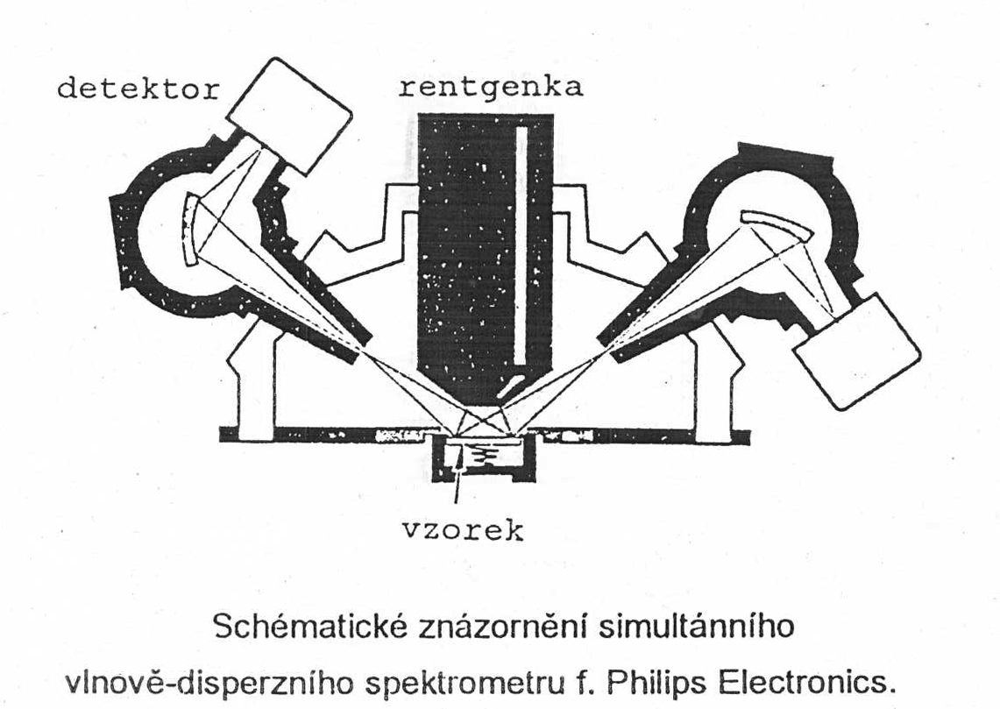 detektor
rentgenka
vzorek
Schématické znázornění simultánního
vlnově-disperzního spektrometru f. Philips Electronics.